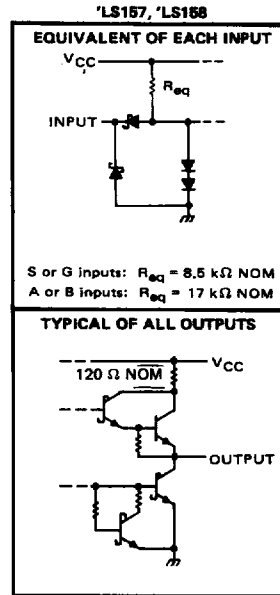 'LS157, 'LS158
EQUIVALENT OF EACH INPUT
VCC
Req
INPUT
S or G inputs: Req = 8.5 kΩ NOM
A or B inputs: Req = 17 kΩ NOM
TYPICAL OF ALL OUTPUTS
VCC
120 Ω NOM
OUTPUT